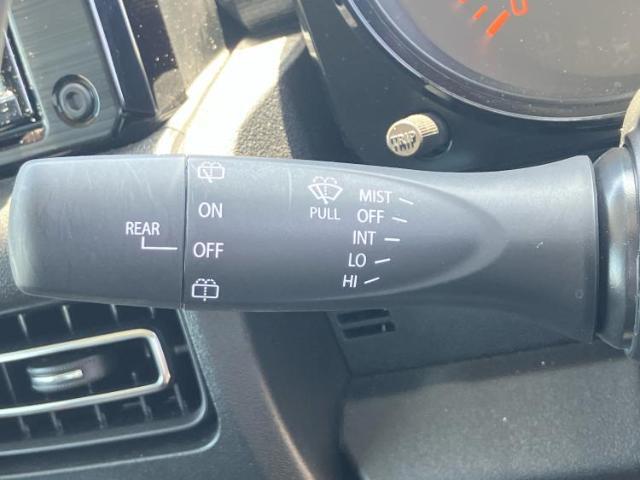 REAR
ON
OFF
PULL
MIST
OFF
INT
LO
HI
TRIP